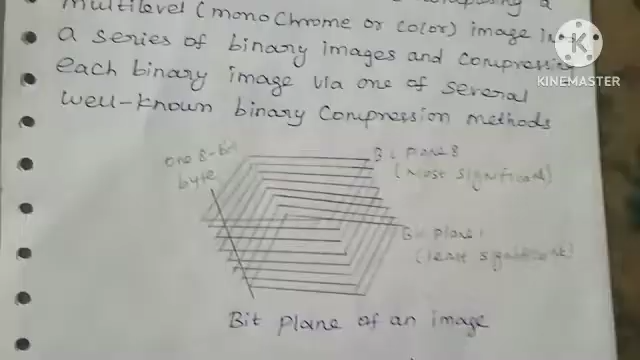 multilevel (monochrome or color) image into
a series of binary images and compressing
each binary image via one of several
well-known binary compression methods
one 8-bit
byte
Bit plane 8
(most significant)
Bit plane 1
(least significant)
Bit plane of an image
KINEMASTER